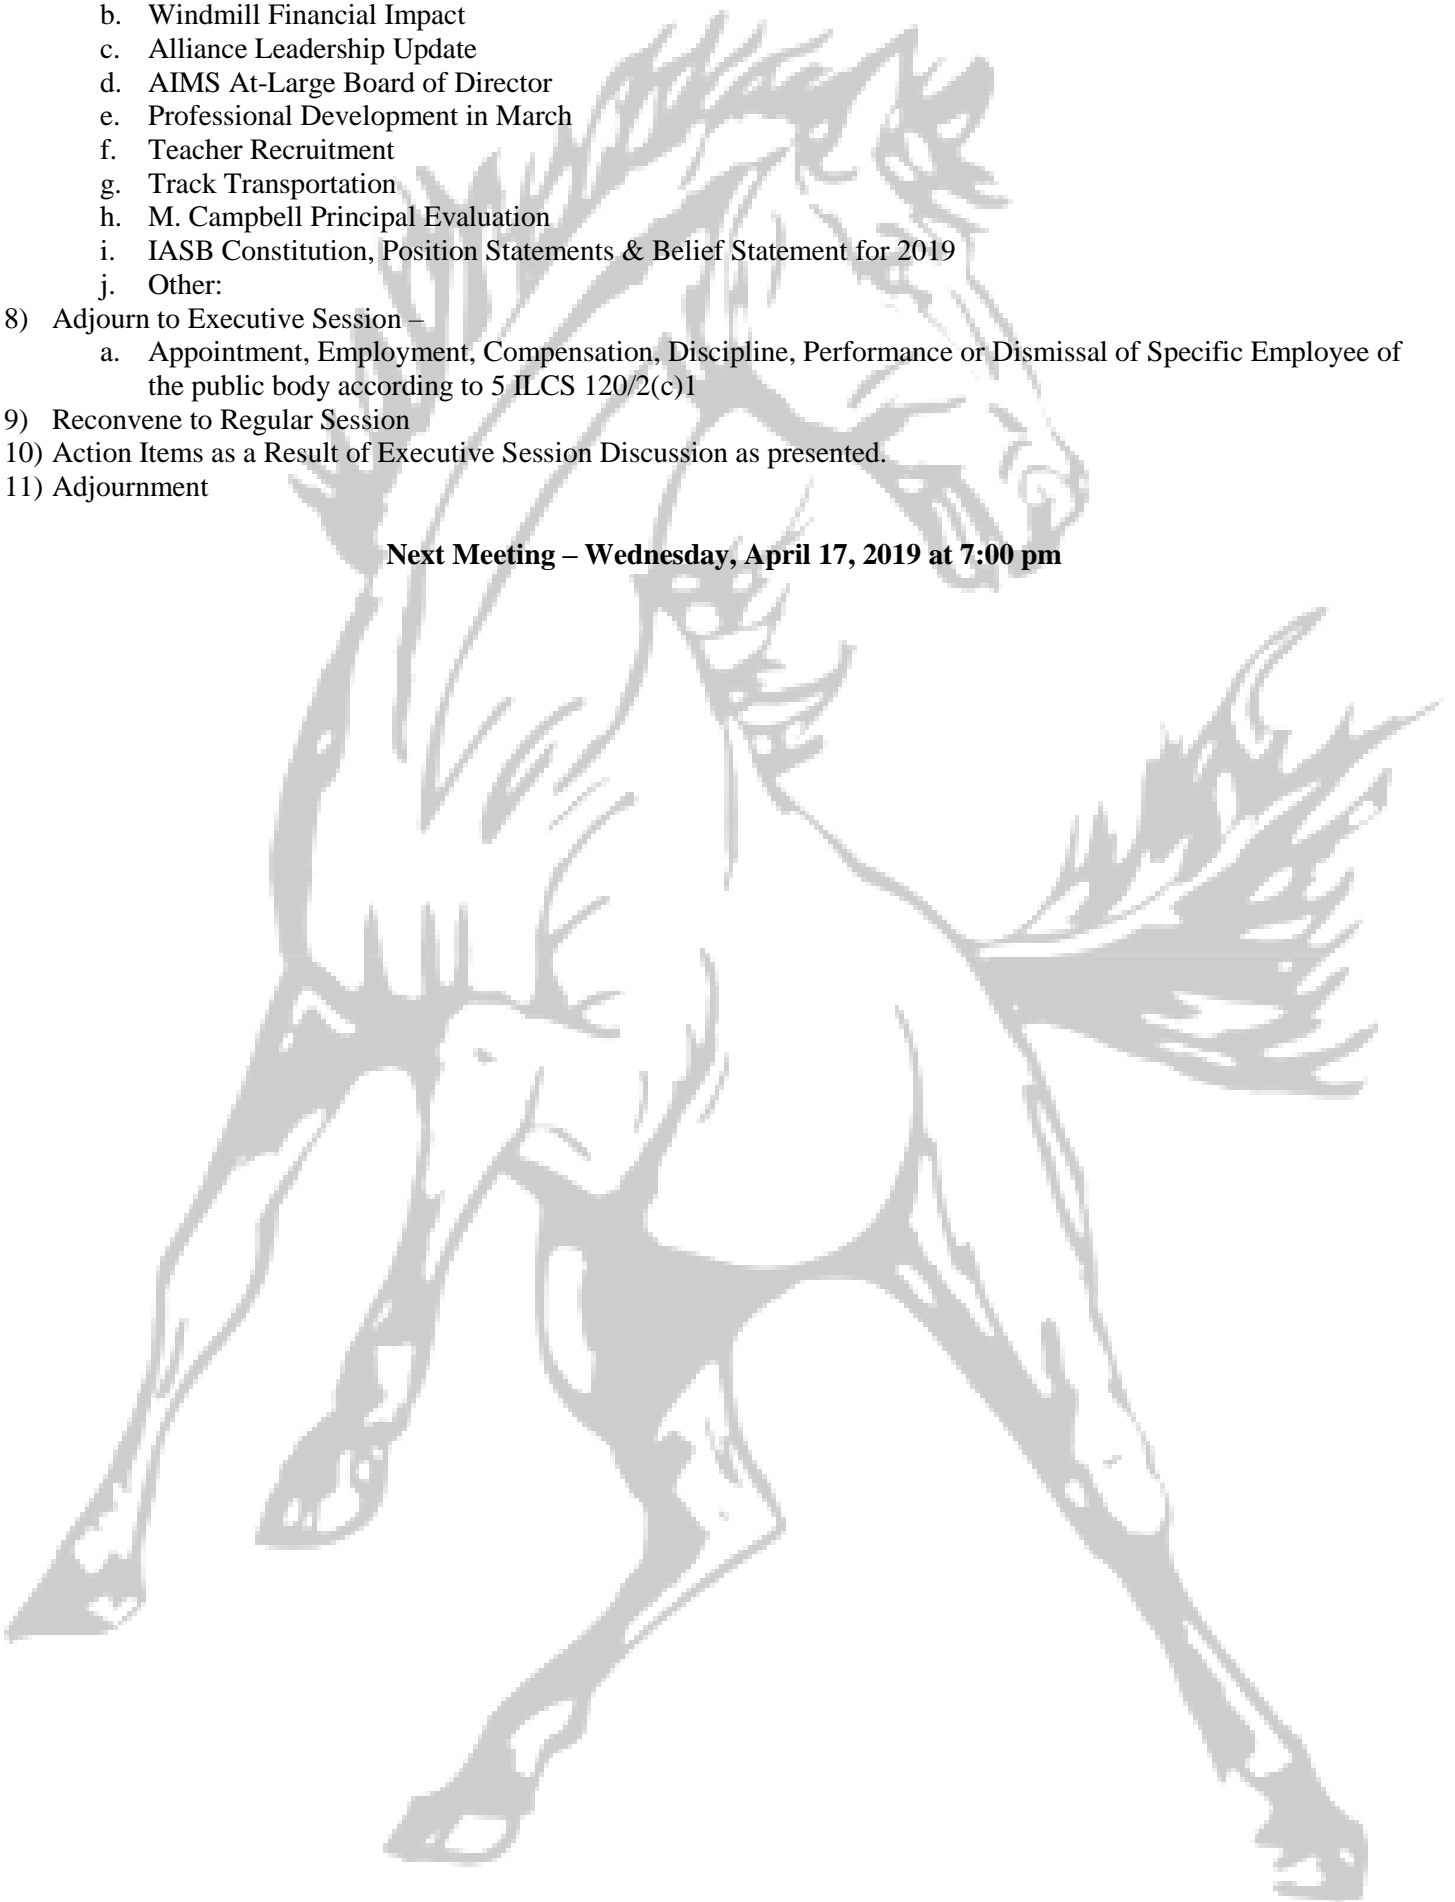 b. Windmill Financial Impact
c. Alliance Leadership Update
d. AIMS At-Large Board of Director
e. Professional Development in March
f. Teacher Recruitment
g. Track Transportation
h. M. Campbell Principal Evaluation
i. IASB Constitution, Position Statements & Belief Statement for 2019
j. Other:
8) Adjourn to Executive Session –
a. Appointment, Employment, Compensation, Discipline, Performance or Dismissal of Specific Employee of
the public body according to 5 ILCS 120/2(c)1
9) Reconvene to Regular Session
10) Action Items as a Result of Executive Session Discussion as presented.
11) Adjournment
Next Meeting – Wednesday, April 17, 2019 at 7:00 pm